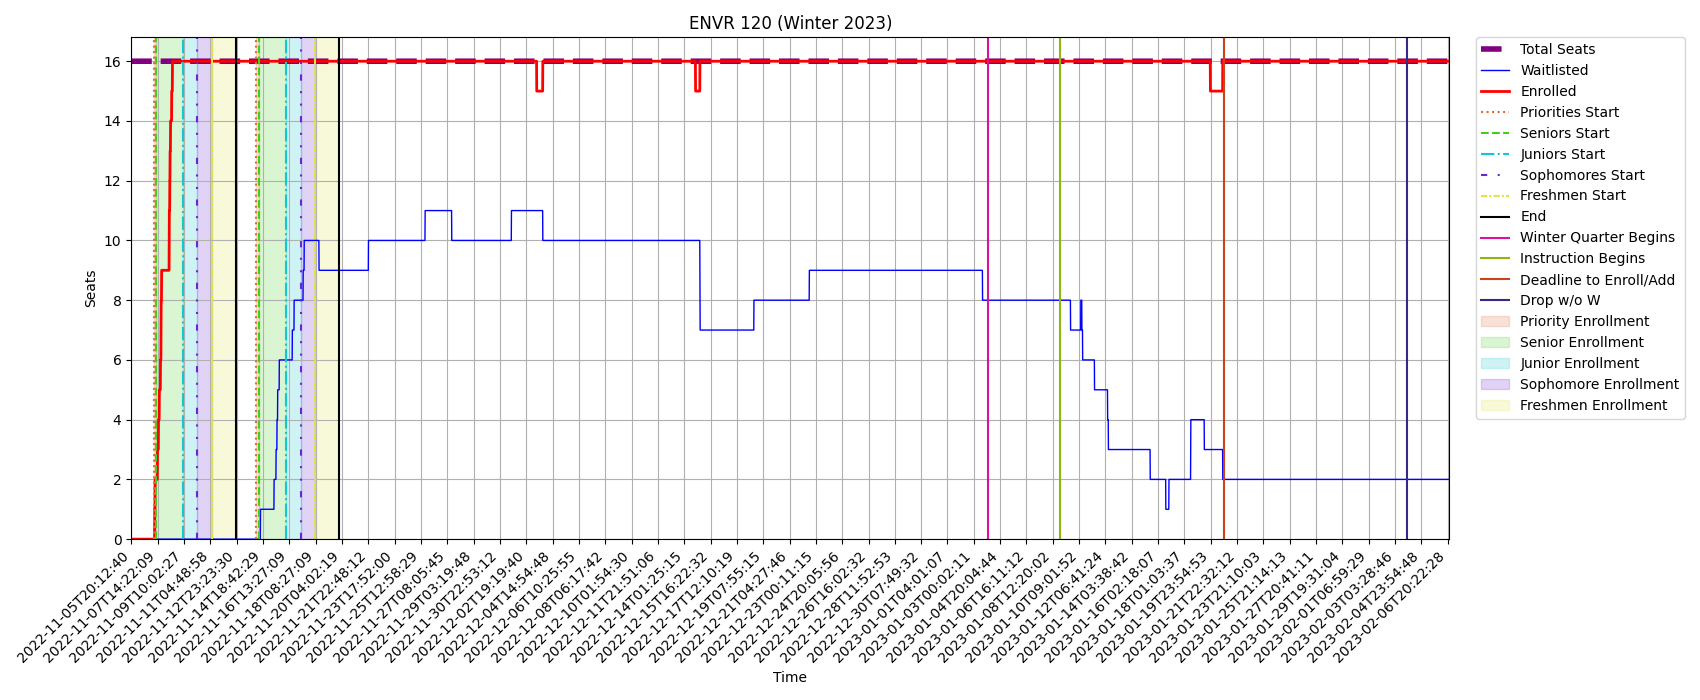 ENVR 120 (Winter 2023)
Seats
16
14
12
10
8
6
4
2
0
2022-11-05T20:12:40
2022-11-07T14:22:09
2022-11-09T10:02:27
2022-11-11T04:48:58
2022-11-12T23:23:30
2022-11-14T18:42:29
2022-11-16T13:27:09
2022-11-18T08:27:09
2022-11-20T04:02:19
2022-11-21T22:48:12
2022-11-23T17:52:00
2022-11-25T12:58:29
2022-11-27T08:05:45
2022-11-29T03:19:48
2022-11-30T22:53:12
2022-12-02T19:19:40
2022-12-04T14:54:48
2022-12-06T10:25:55
2022-12-08T06:17:42
2022-12-10T01:54:30
2022-12-11T21:51:06
2022-12-14T01:25:15
2022-12-15T16:22:32
2022-12-17T12:10:19
2022-12-19T07:55:15
2022-12-21T04:27:46
2022-12-23T00:11:15
2022-12-24T20:05:56
2022-12-26T16:02:32
2022-12-28T11:52:53
2022-12-30T07:49:32
2023-01-01T04:01:07
2023-01-03T00:02:11
2023-01-04T20:04:44
2023-01-06T16:11:12
2023-01-08T12:20:02
2023-01-10T09:01:52
2023-01-12T06:41:24
2023-01-14T03:38:42
2023-01-16T02:18:07
2023-01-18T01:03:37
2023-01-19T23:54:53
2023-01-21T22:32:12
2023-01-23T21:10:03
2023-01-25T21:14:13
2023-01-27T20:41:11
2023-01-29T19:31:04
2023-02-01T06:59:29
2023-02-03T03:28:46
2023-02-04T23:54:48
2023-02-06T20:22:28
Time
Total Seats
Waitlisted
Enrolled
Priorities Start
Seniors Start
Juniors Start
Sophomores Start
Freshmen Start
End
Winter Quarter Begins
Instruction Begins
Deadline to Enroll/Add
Drop w/o W
Priority Enrollment
Senior Enrollment
Junior Enrollment
Sophomore Enrollment
Freshmen Enrollment